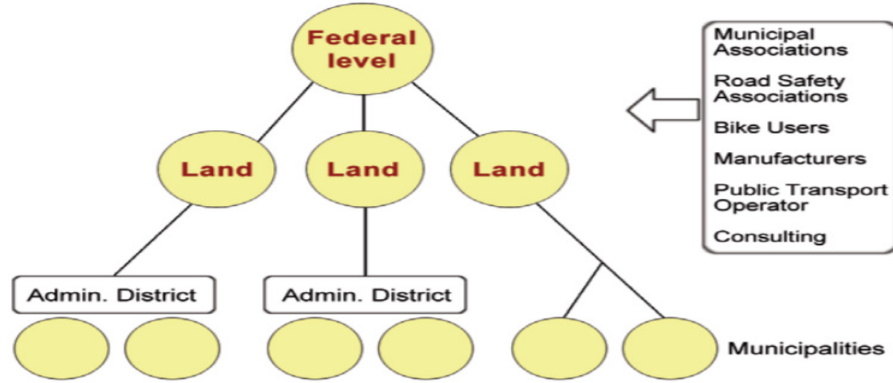 Federal
level
Land
Land
Land
Admin. District
Admin. District
Municipalities
Municipal
Associations
Road Safety
Associations
Bike Users
Manufacturers
Public Transport
Operator
Consulting